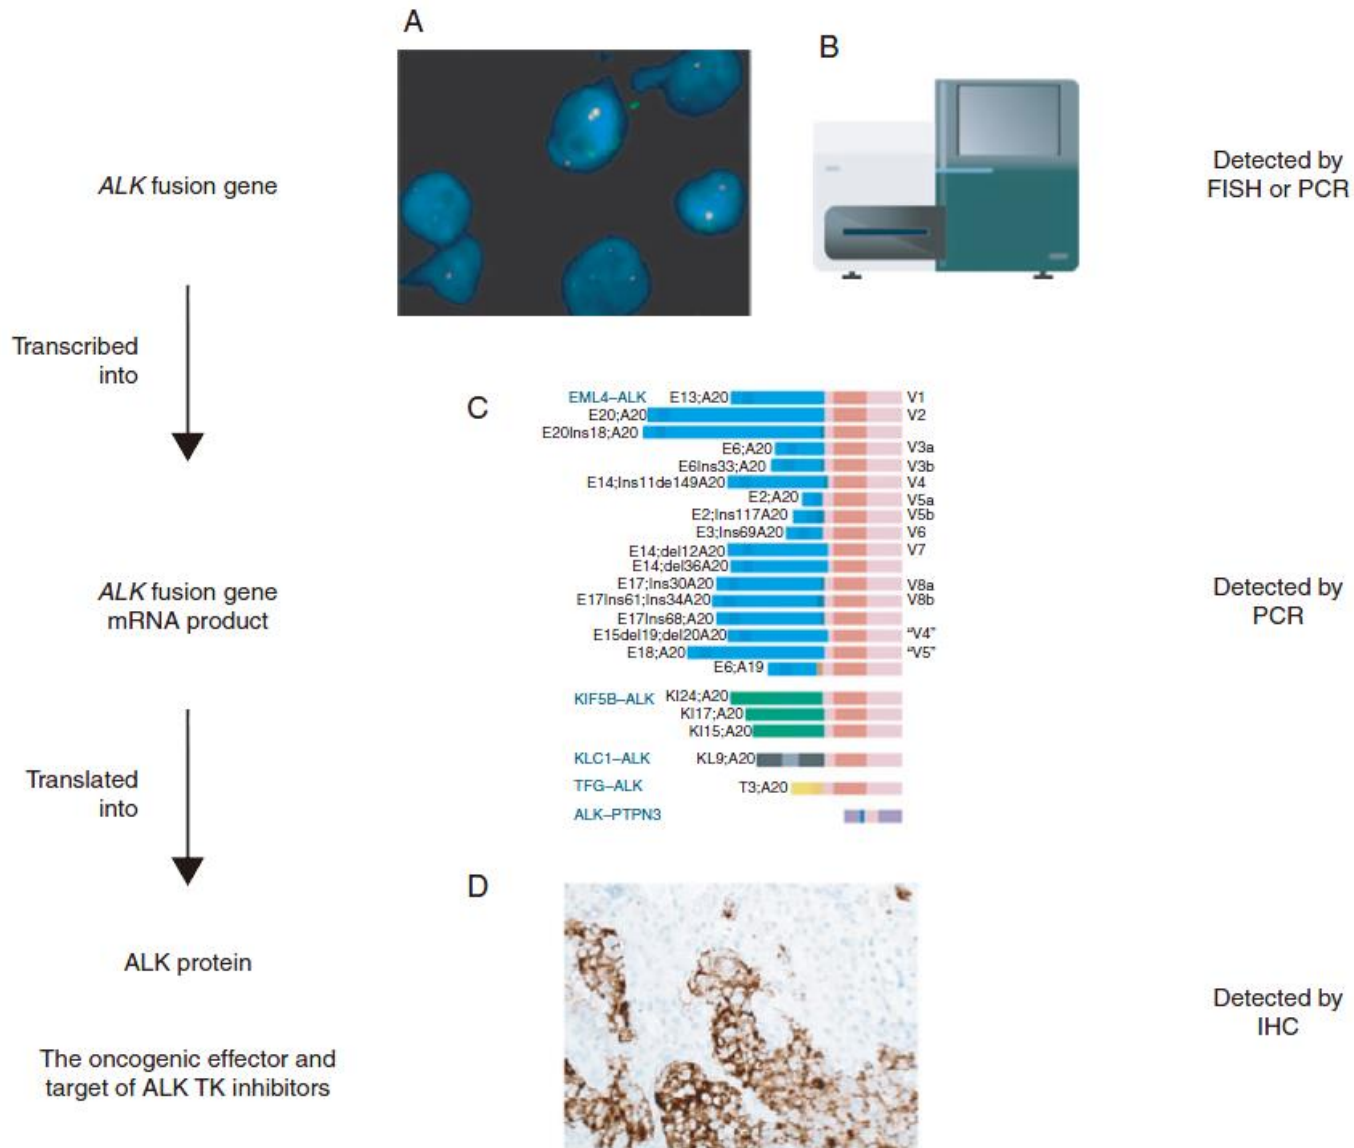 A
B
ALK fusion gene
Detected by
FISH or PCR
Transcribed
into
C
EML4–ALK E13;A20 V1
E20;A20 V2
E20Ins18;A20
E6;A20 V3a
E6Ins33;A20 V3b
E14;Ins11de149A20 V4
E2;A20 V5a
E2;Ins117A20 V5b
E3;Ins69A20 V6
E14;del12A20 V7
E14;del36A20
E17;Ins30A20 V8a
E17Ins61;Ins34A20 V8b
E17Ins68;A20
E15del19;del20A20 “V4”
E18;A20 “V5”
E6;A19
KIF5B–ALK KI24;A20
KI17;A20
KI15;A20
KLC1–ALK KL9;A20
TFG–ALK T3;A20
ALK–PTPN3
ALK fusion gene
mRNA product
Detected by
PCR
Translated
into
D
ALK protein
The oncogenic effector and
target of ALK TK inhibitors
Detected by
IHC